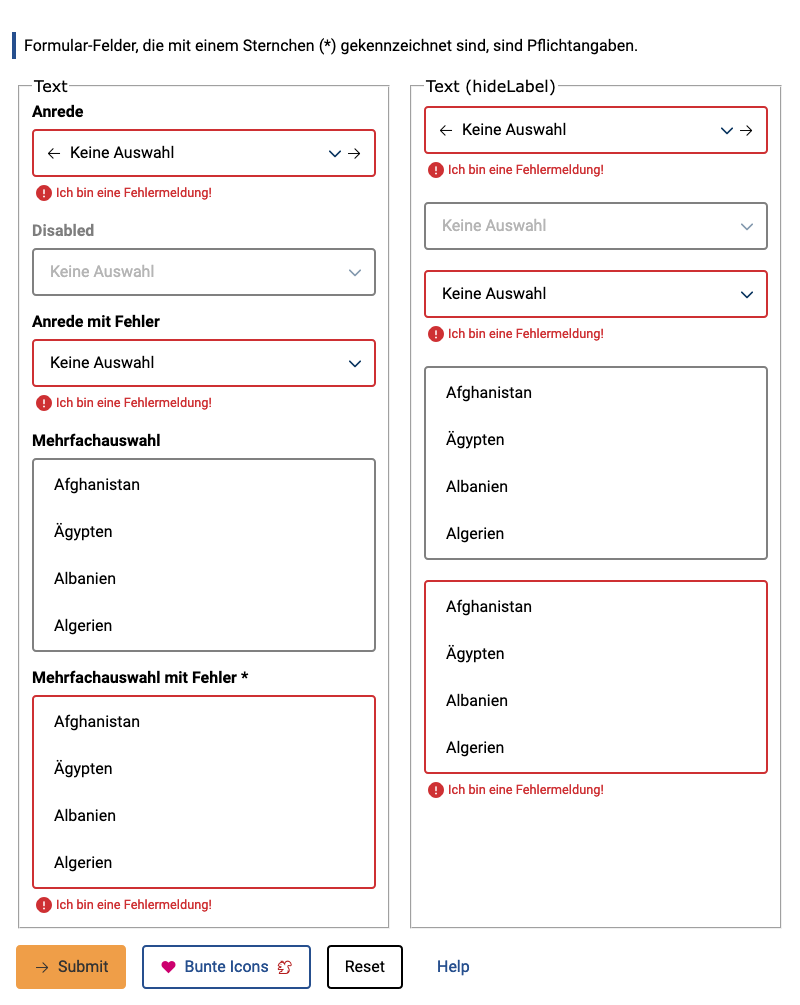 Formular-Felder, die mit einem Sternchen (*) gekennzeichnet sind, sind Pflichtangaben.
Text
Anrede
Keine Auswahl
Ich bin eine Fehlermeldung!
Disabled
Keine Auswahl
Anrede mit Fehler
Keine Auswahl
Ich bin eine Fehlermeldung!
Mehrfachauswahl
Afghanistan
Ägypten
Albanien
Algerien
Mehrfachauswahl mit Fehler *
Afghanistan
Ägypten
Albanien
Algerien
Ich bin eine Fehlermeldung!
Text (hideLabel)
Keine Auswahl
Ich bin eine Fehlermeldung!
Keine Auswahl
Keine Auswahl
Ich bin eine Fehlermeldung!
Afghanistan
Ägypten
Albanien
Algerien
Afghanistan
Ägypten
Albanien
Algerien
Ich bin eine Fehlermeldung!
Submit
Bunte Icons
Reset
Help